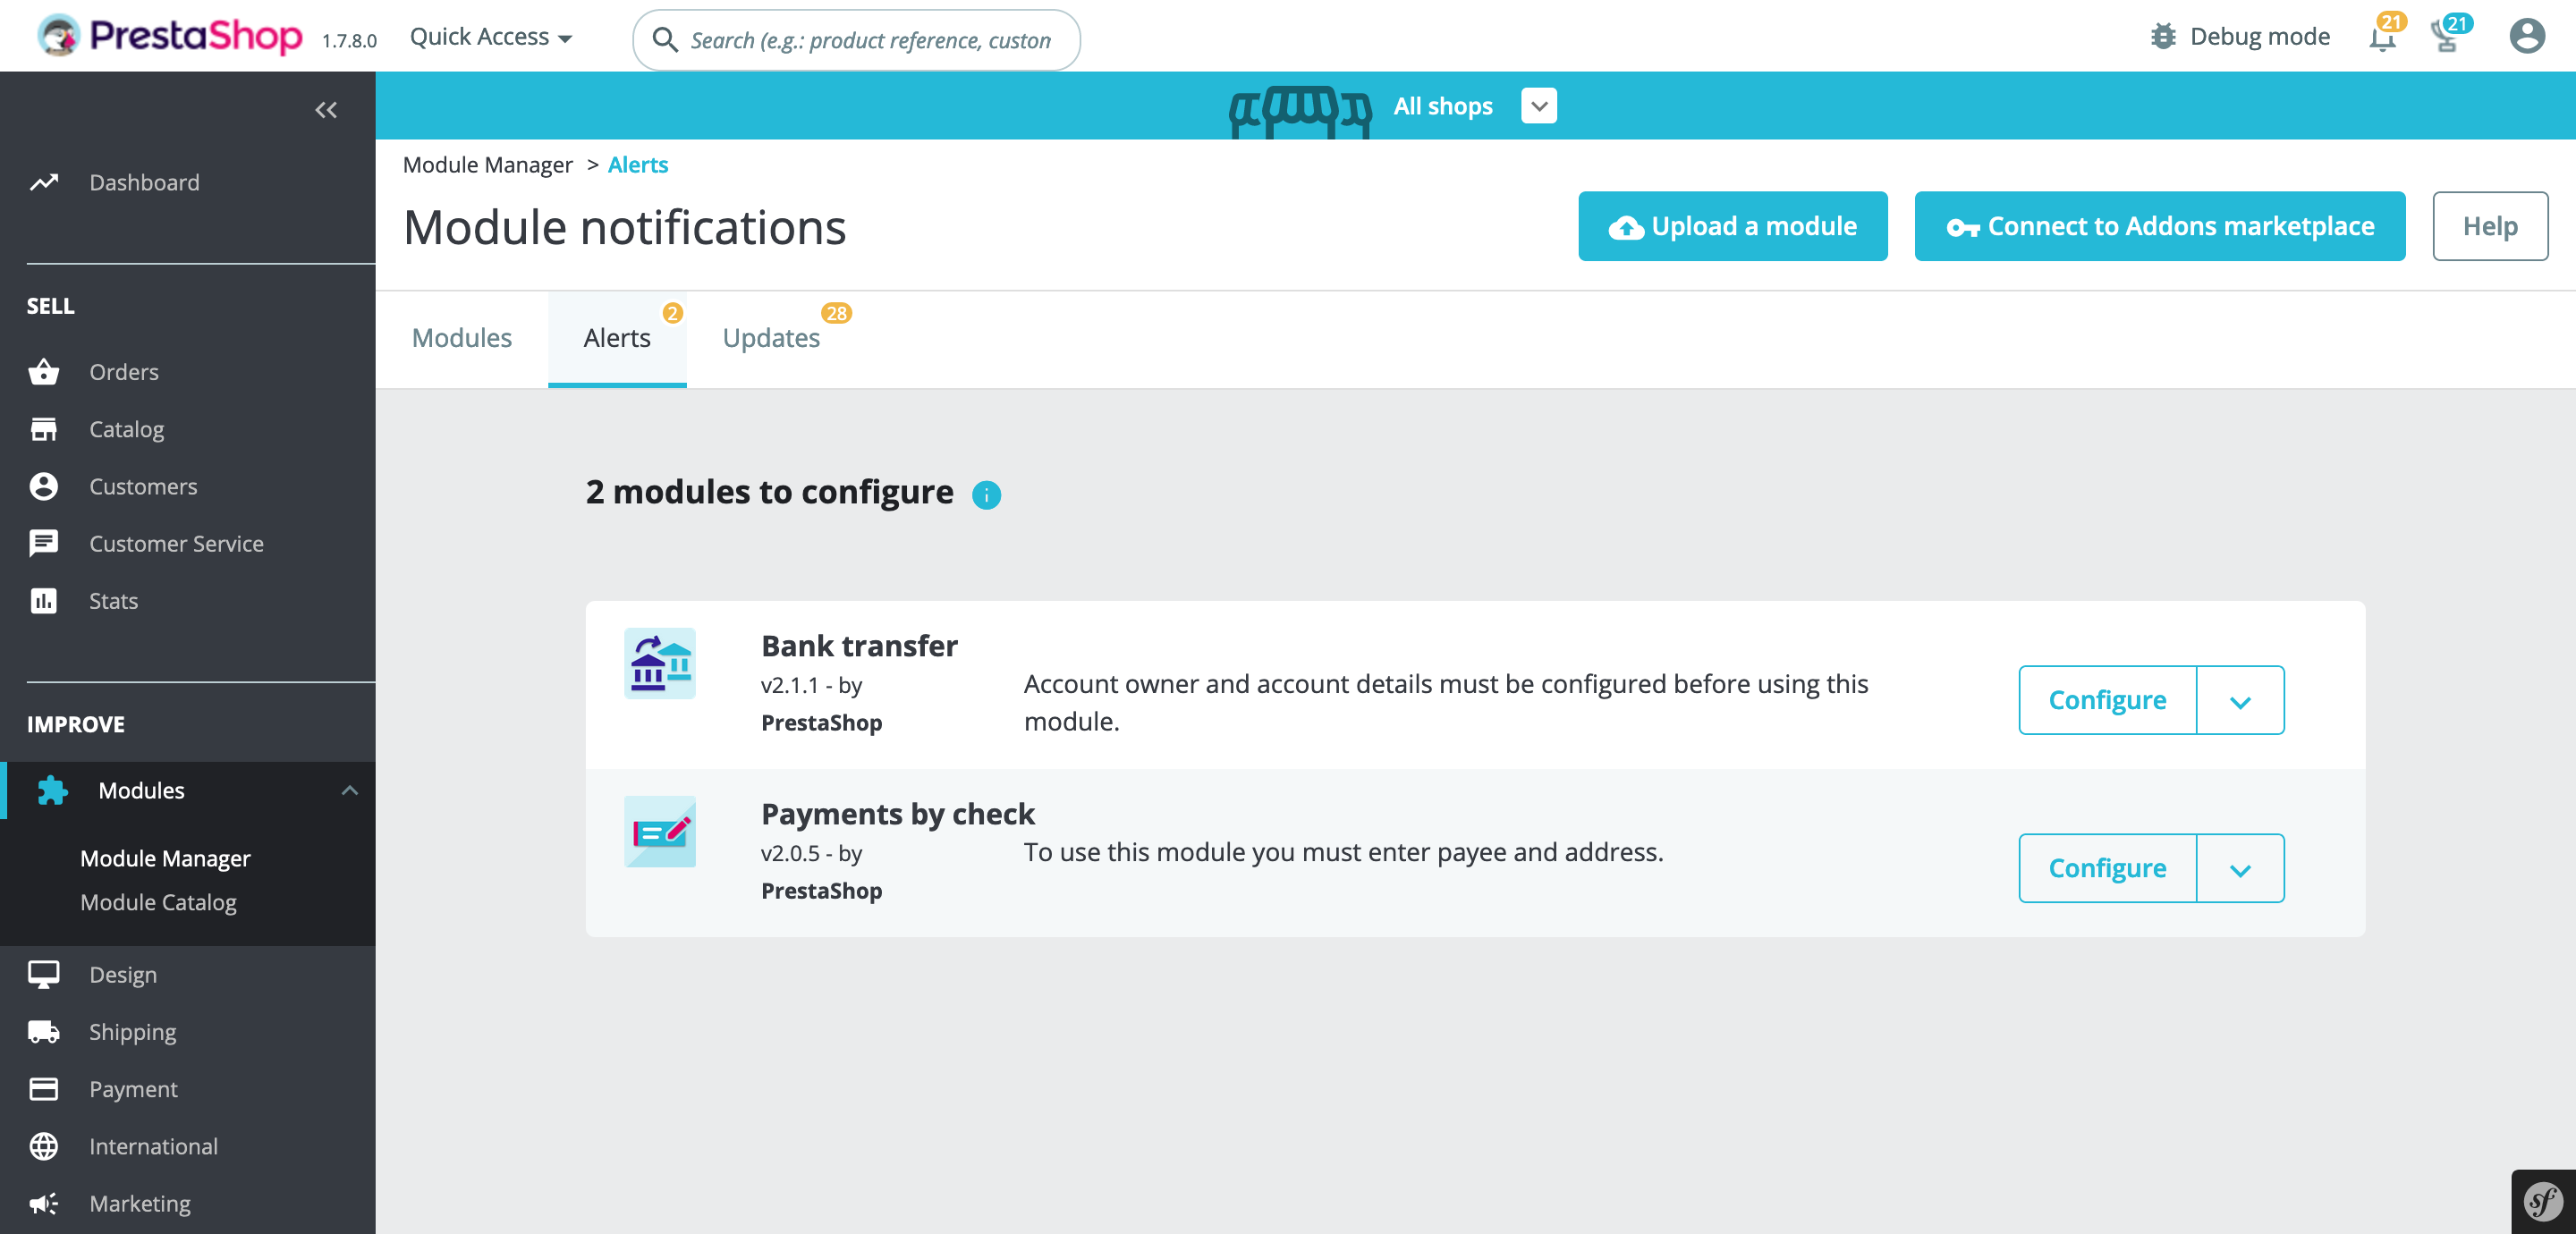 PrestaShop 1.7.8.0 Quick Access Search (e.g.: product reference, custon Debug mode 21 21
All shops
Module Manager > Alerts
Module notifications
Upload a module
Connect to Addons marketplace
Help
Modules
Alerts 2
Updates 28
Dashboard
SELL
Orders
Catalog
Customers
Customer Service
Stats
IMPROVE
Modules
Module Manager
Module Catalog
Design
Shipping
Payment
International
Marketing
2 modules to configure i
Bank transfer
v2.1.1 - by
PrestaShop
Account owner and account details must be configured before using this
module.
Configure
Payments by check
v2.0.5 - by
PrestaShop
To use this module you must enter payee and address.
Configure
sf